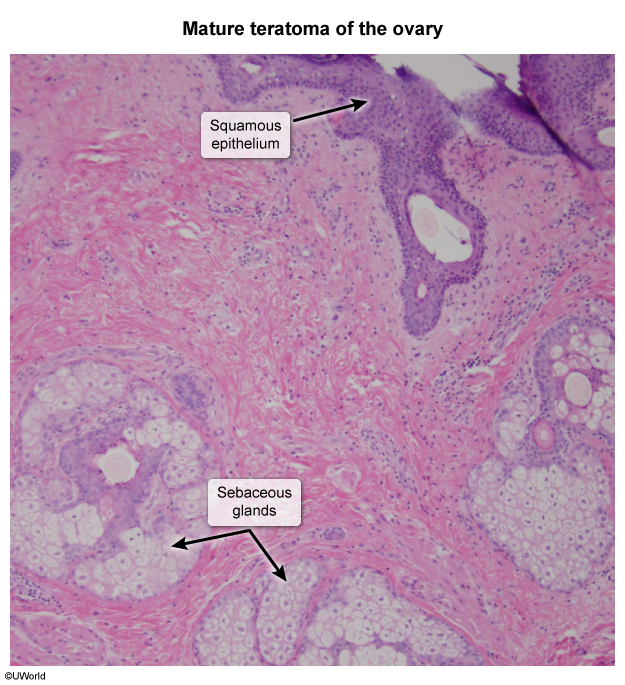 Mature teratoma of the ovary
Squamous
epithelium
Sebaceous
glands
©UWorld